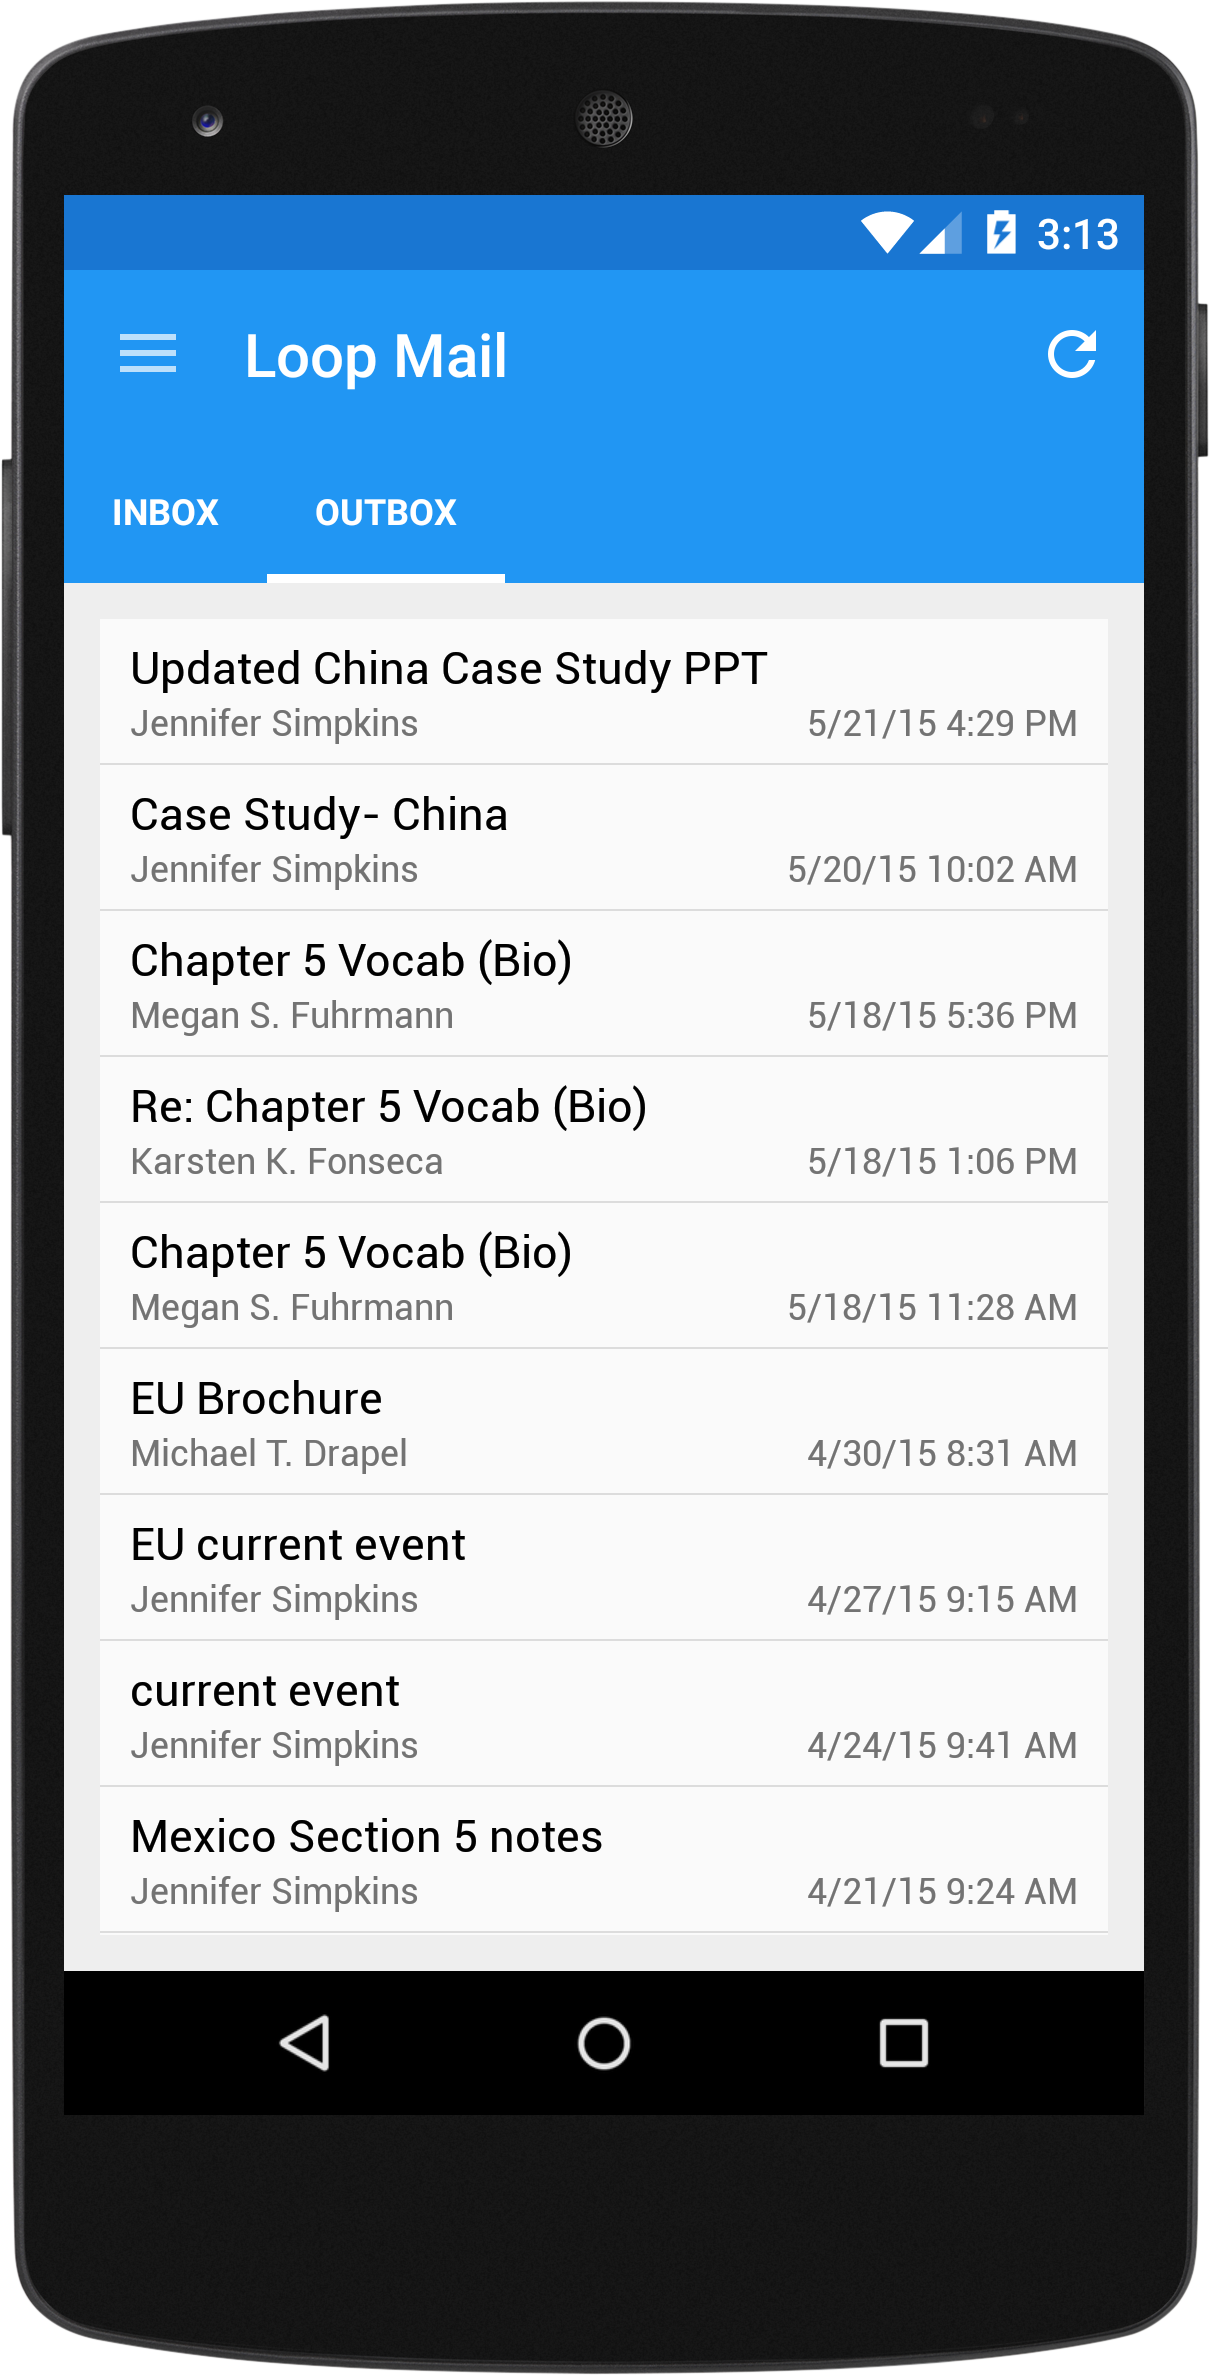 3:13
Loop Mail
INBOX OUTBOX
Updated China Case Study PPT
Jennifer Simpkins 5/21/15 4:29 PM
Case Study- China
Jennifer Simpkins 5/20/15 10:02 AM
Chapter 5 Vocab (Bio)
Megan S. Fuhrmann 5/18/15 5:36 PM
Re: Chapter 5 Vocab (Bio)
Karsten K. Fonseca 5/18/15 1:06 PM
Chapter 5 Vocab (Bio)
Megan S. Fuhrmann 5/18/15 11:28 AM
EU Brochure
Michael T. Drapel 4/30/15 8:31 AM
EU current event
Jennifer Simpkins 4/27/15 9:15 AM
current event
Jennifer Simpkins 4/24/15 9:41 AM
Mexico Section 5 notes
Jennifer Simpkins 4/21/15 9:24 AM